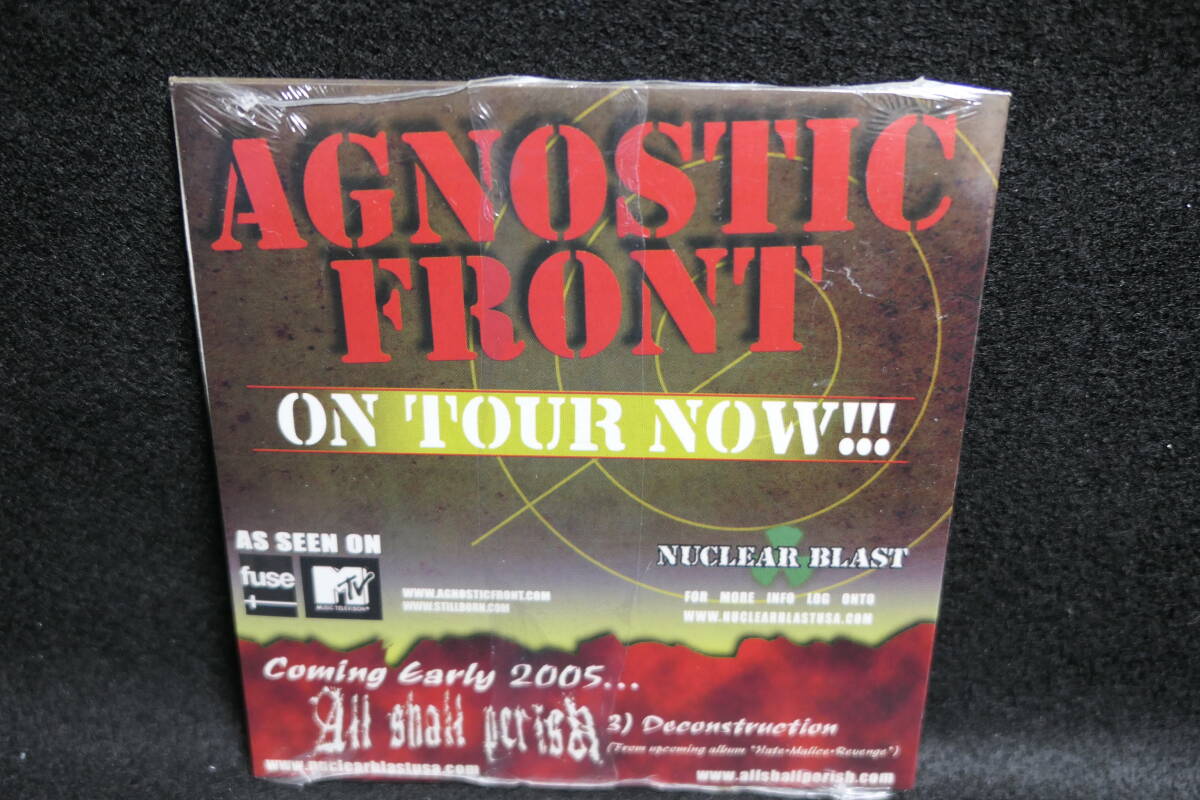 AGNOSTIC
FRONT
ON TOUR NOW!!!
AS SEEN ON
fuse
MTV
MUSIC TELEVISION®
WWW.AGNOSTICFRONT.COM
WWW.STILLBORN.COM
NUCLEAR BLAST
FOR MORE INFO LOG ONTO
WWW.NUCLEARBLASTUSA.COM
Coming Early 2005...
All shall perish
3) Deconstruction
(From upcoming album "Hate•Malice•Revenge")
www.nuclearblastusa.com
www.allshallperish.com